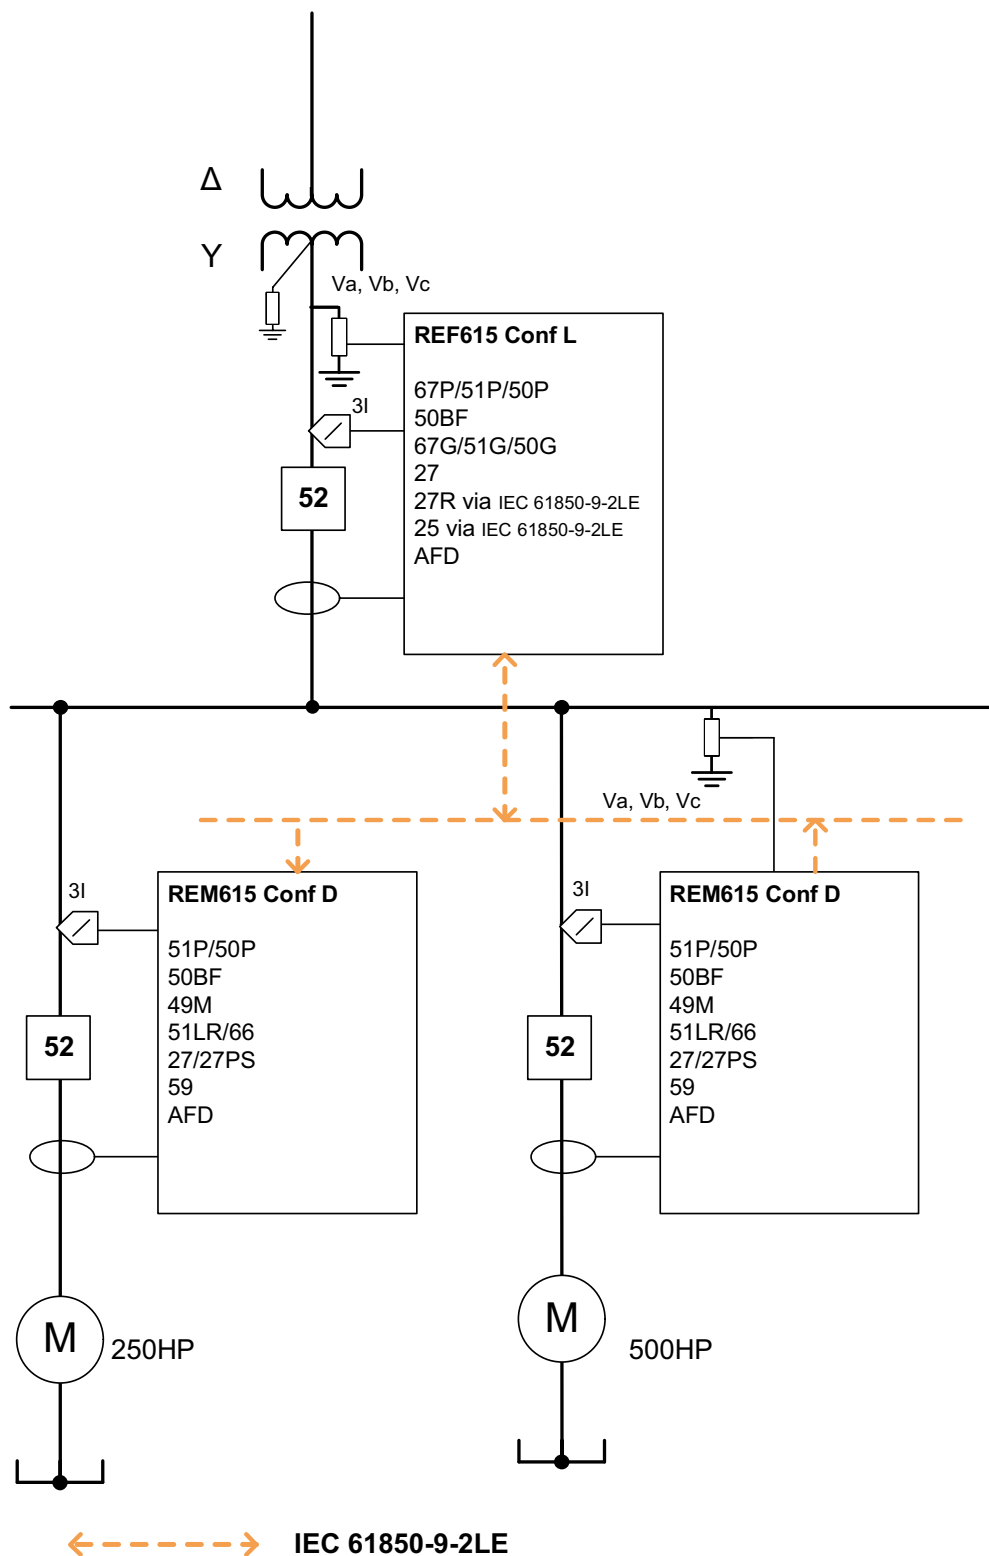 Δ
Y
Va, Vb, Vc
REF615 Conf L
67P/51P/50P
50BF
67G/51G/50G
27
27R via IEC 61850-9-2LE
25 via IEC 61850-9-2LE
AFD
3I
52
Va, Vb, Vc
3I
REM615 Conf D
51P/50P
50BF
49M
51LR/66
27/27PS
59
AFD
52
M
250HP
3I
REM615 Conf D
51P/50P
50BF
49M
51LR/66
27/27PS
59
AFD
52
M
500HP
IEC 61850-9-2LE